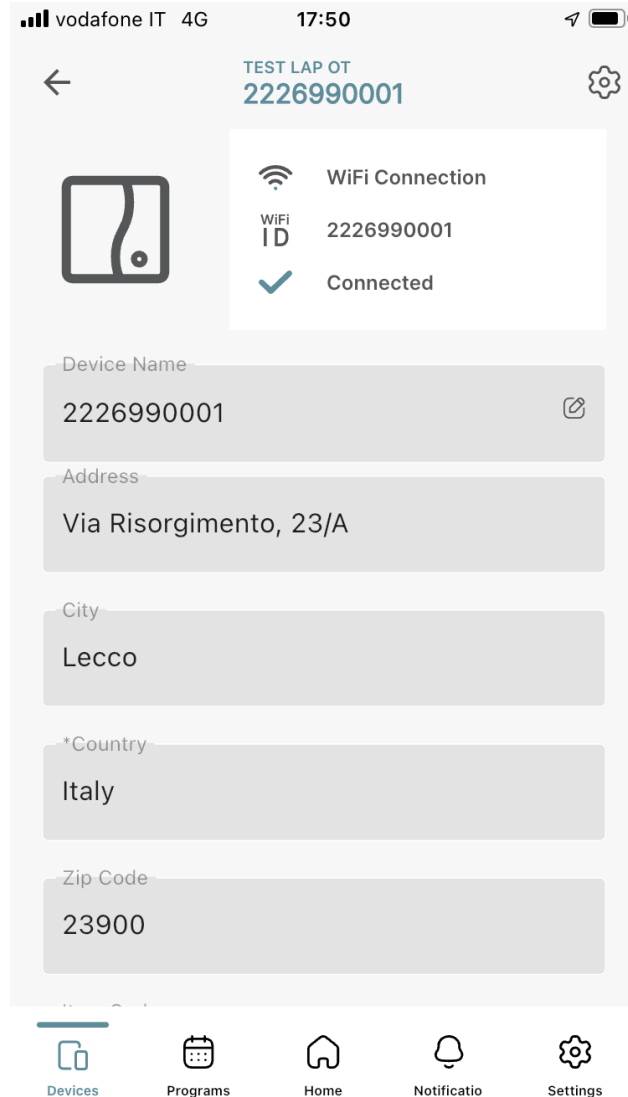 vodafone IT 4G 17:50
TEST LAP OT
2226990001
WiFi Connection
WiFi ID 2226990001
Connected
Device Name
2226990001
Address
Via Risorgimento, 23/A
City
Lecco
*Country
Italy
Zip Code
23900
Devices Programs Home Notificatio Settings